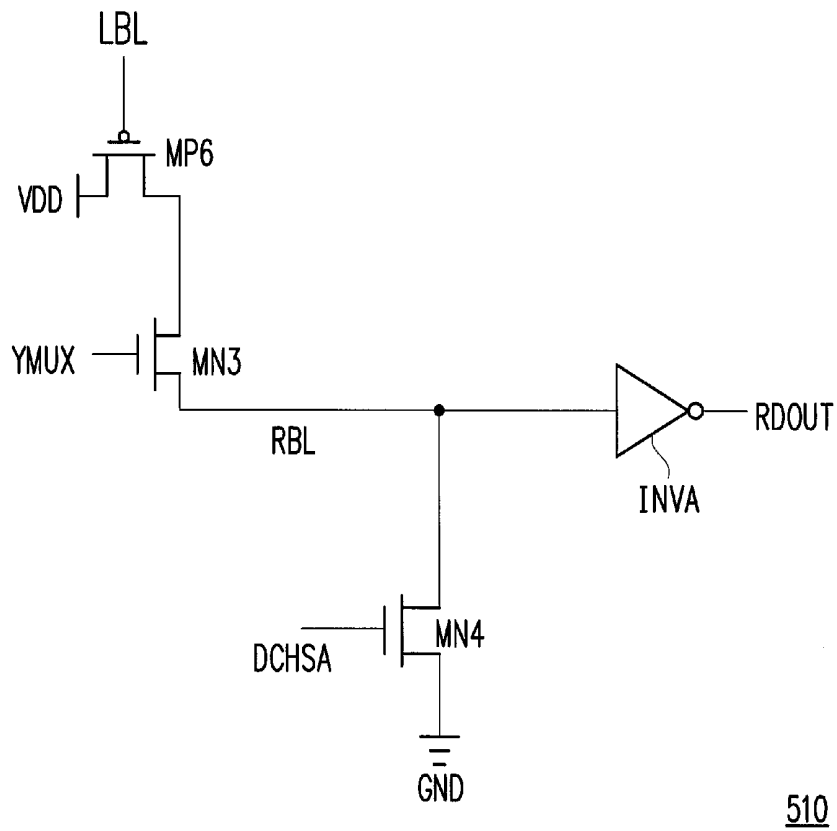 LBL
MP6
VDD
YMUX
MN3
RBL
RDOUT
INVA
MN4
DCHSA
GND
510